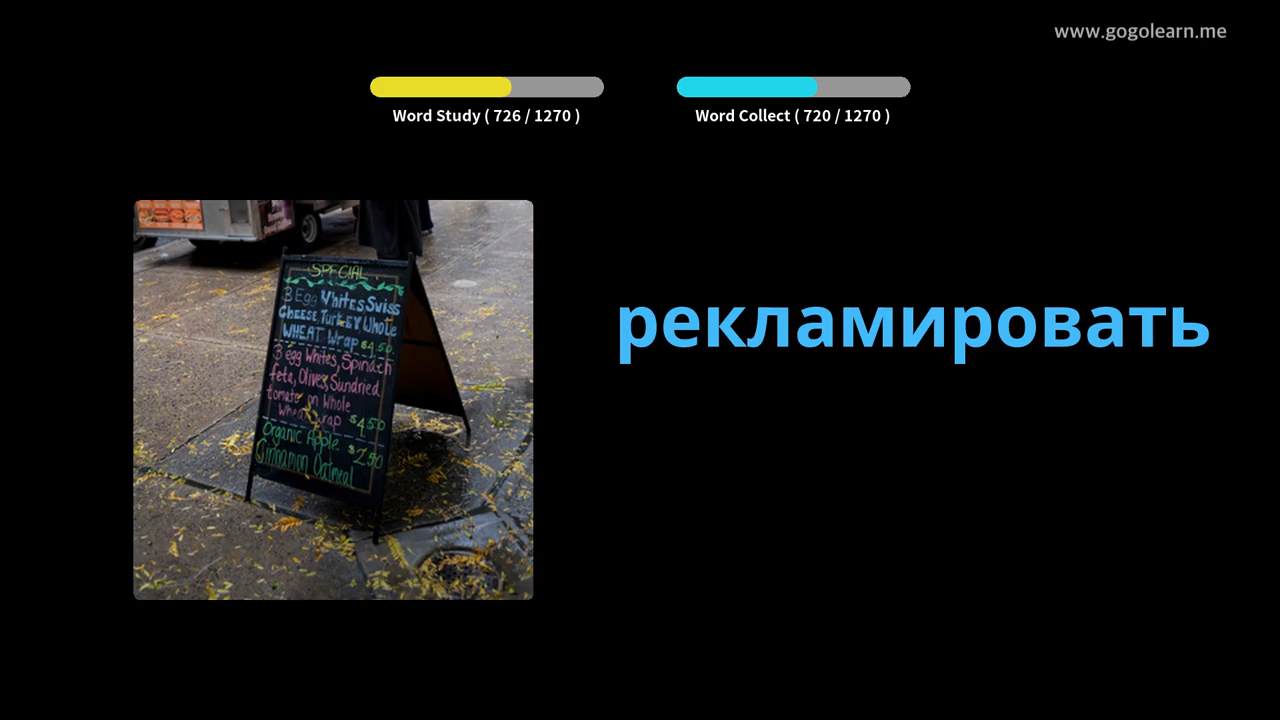 www.gogolearn.me
Word Study ( 726 / 1270 )
Word Collect ( 720 / 1270 )
рекламировать
SPECIAL
3 Egg Whites, Swiss
Cheese, Turkey Whole
WHEAT Wrap $4.50
3 egg Whites, Spinach
feta, Olives, Sundried
tomato on Whole
Wheat Wrap $4.50
Organic Apple
Cinnamon Oatmeal $2.50